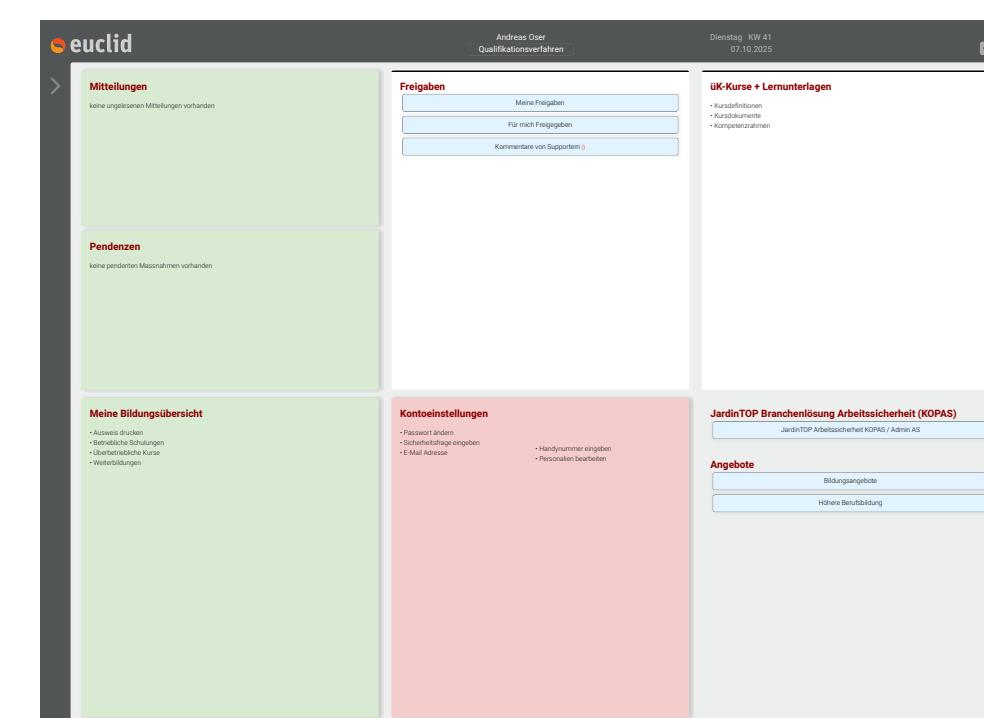 euclid
Andreas Oser
Qualifikationsverfahren
Dienstag KW 41
07.10.2025
Mitteilungen
keine ungelesenen Mitteilungen vorhanden
Pendenzen
keine pendenten Massnahmen vorhanden
Freigaben
Meine Freigaben
Für mich Freigegeben
Kommentare von Supportern ()
üK-Kurse + Lernunterlagen
• Kursdefinitionen
• Kursdokumente
• Kompetenzrahmen
Meine Bildungsübersicht
• Ausweis drucken
• Betriebliche Schulungen
• Überbetriebliche Kurse
• Weiterbildungen
Kontoeinstellungen
• Passwort ändern
• Sicherheitsfrage eingeben
• E-Mail Adresse
• Handynummer eingeben
• Personalien bearbeiten
JardinTOP Branchenlösung Arbeitssicherheit (KOPAS)
JardinTOP Arbeitssicherheit KOPAS / Admin AS
Angebote
Bildungsangebote
Höhere Berufsbildung